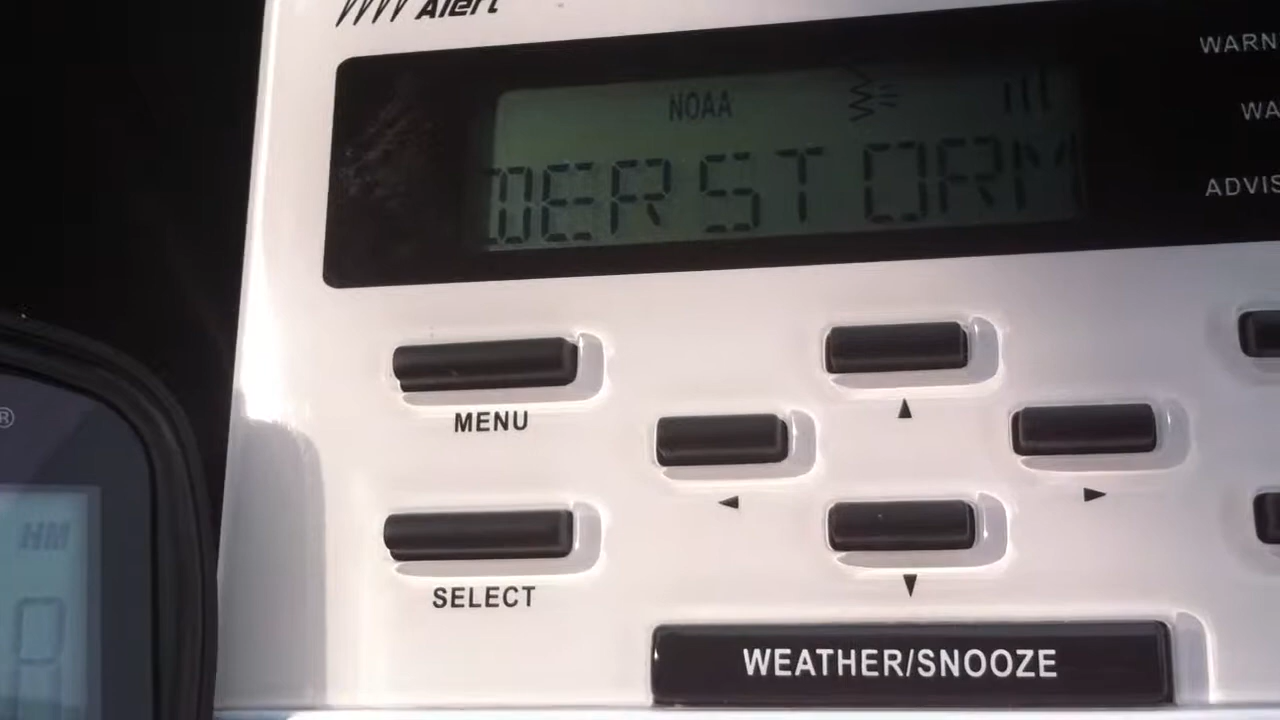 Alert
WARN
NOAA
WA
DERSTORM
ADVIS
MENU
®
SELECT
WEATHER/SNOOZE